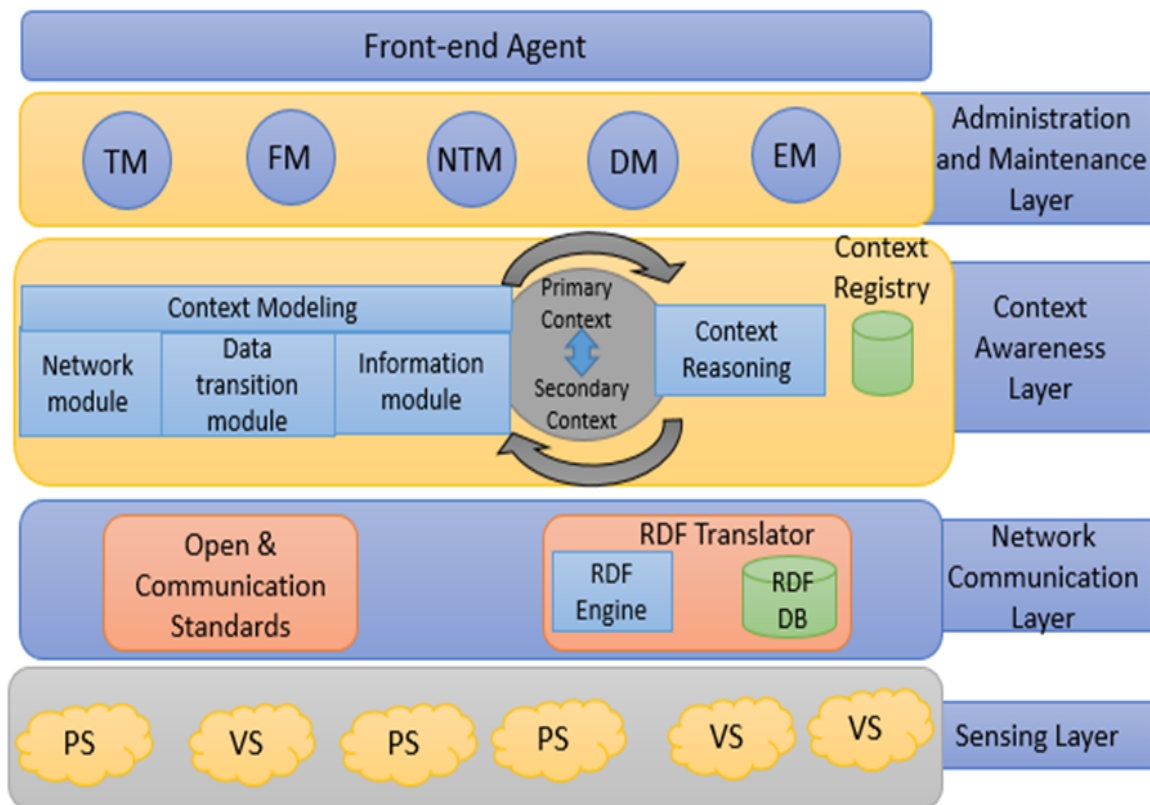 Front-end Agent
TM
FM
NTM
DM
EM
Administration
and Maintenance
Layer
Context Modeling
Network
module
Data
transition
module
Information
module
Primary
Context
Secondary
Context
Context
Reasoning
Context
Registry
Context
Awareness
Layer
Open &
Communication
Standards
RDF Translator
RDF
Engine
RDF
DB
Network
Communication
Layer
PS
VS
PS
PS
VS
VS
Sensing Layer